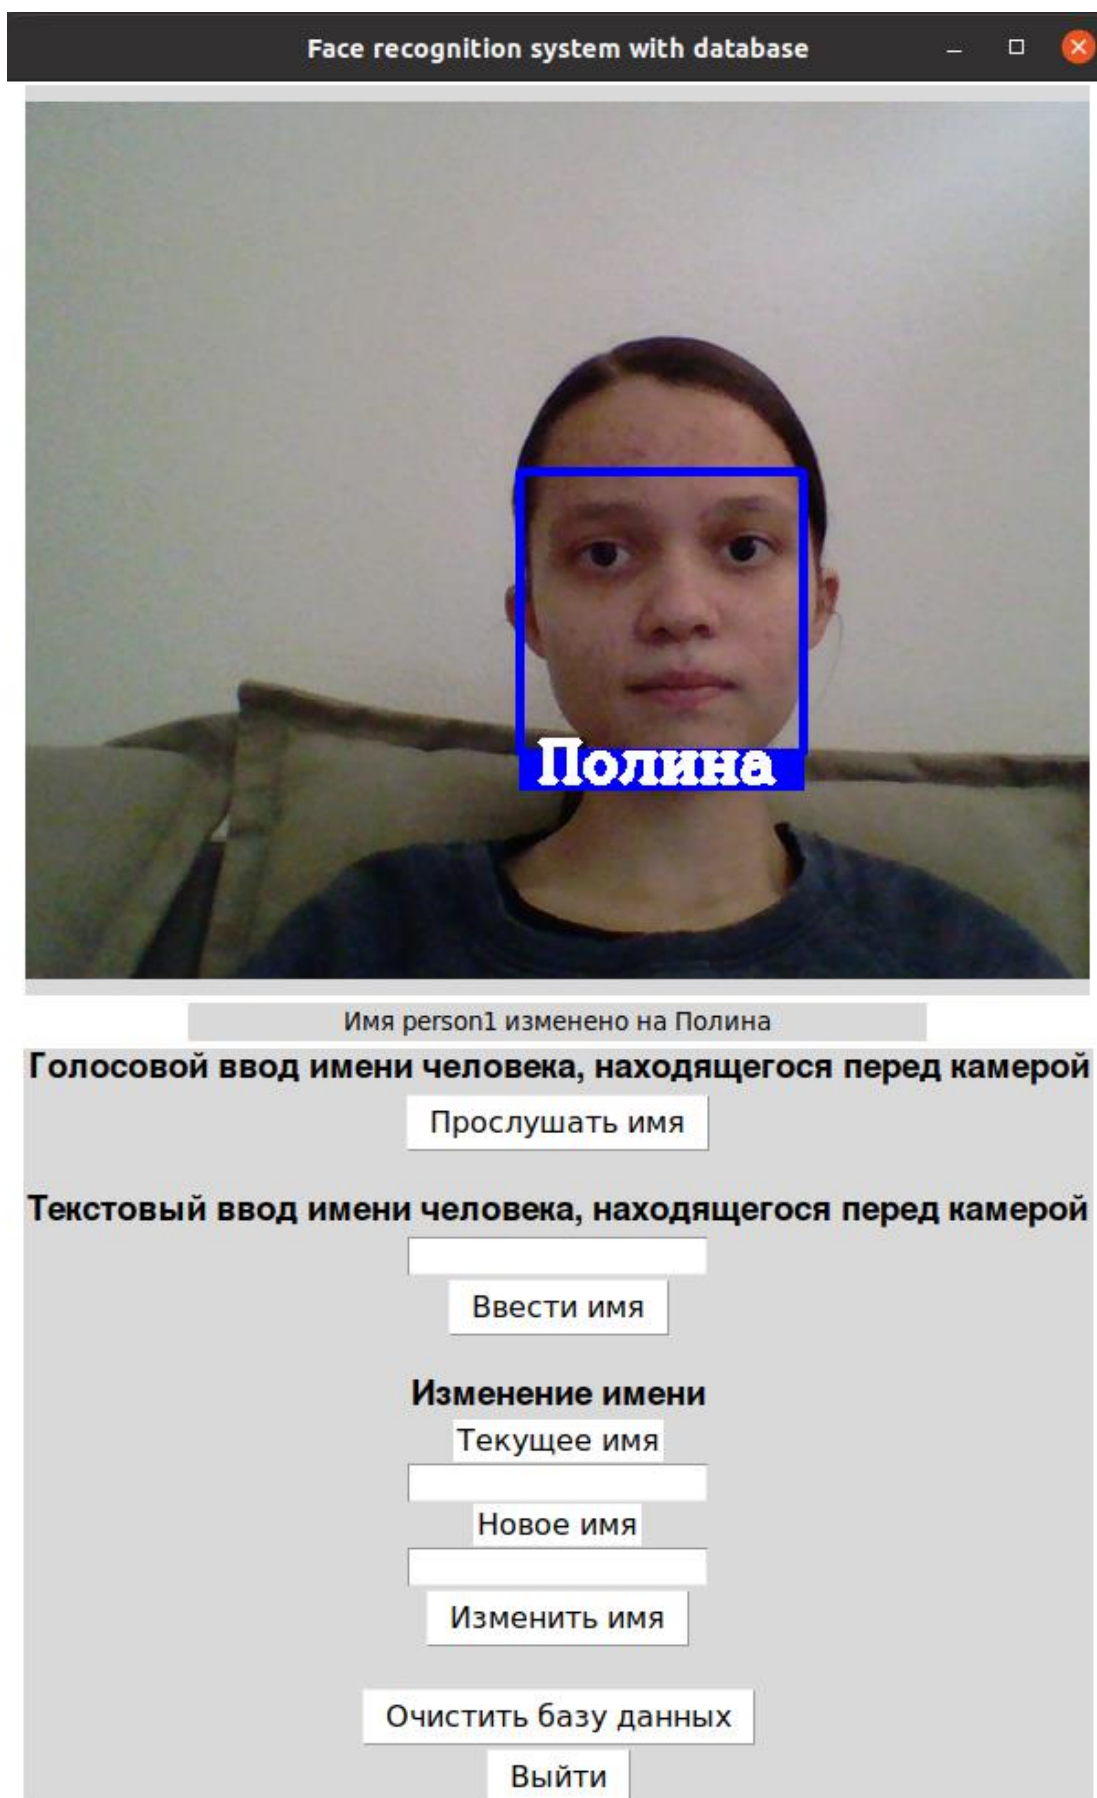 Face recognition system with database
Полина
Имя person1 изменено на Полина
Голосовой ввод имени человека, находящегося перед камерой
Прослушать имя
Текстовый ввод имени человека, находящегося перед камерой
Ввести имя
Изменение имени
Текущее имя
Новое имя
Изменить имя
Очистить базу данных
Выйти